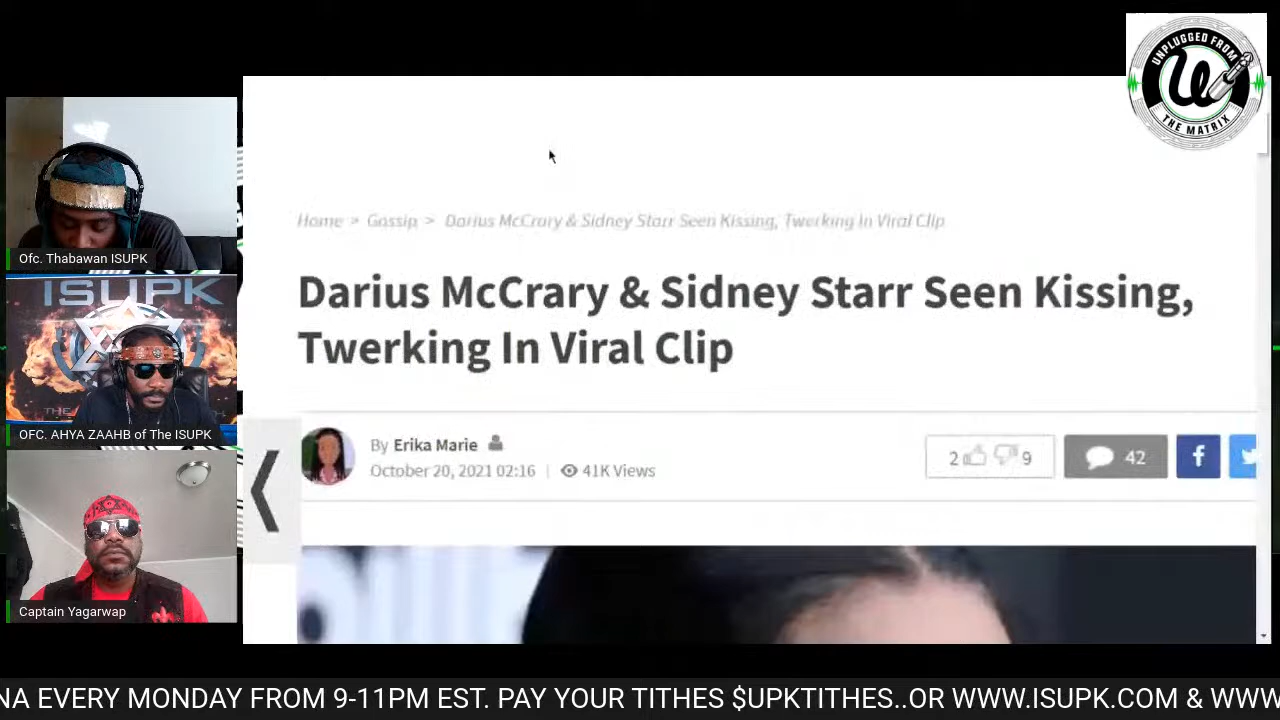 UNPLUGGED FROM
THE MATRIX
Ofc. Thabawan ISUPK
ISUPK
THE
OFC. AHYA ZAAHB of The ISUPK
Captain Yagarwap
Home > Gossip > Darius McCrary & Sidney Starr Seen Kissing, Twerking In Viral Clip
Darius McCrary & Sidney Starr Seen Kissing,
Twerking In Viral Clip
By Erika Marie
October 20, 2021 02:16 | 41K Views
2 9 42 f
NA EVERY MONDAY FROM 9-11PM EST. PAY YOUR TITHES $UPKTITHES..OR WWW.ISUPK.COM & WWW